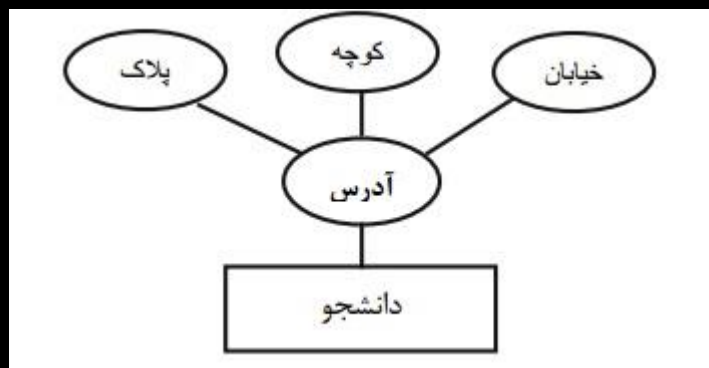 کوچه
خیابان
پلاک
آدرس
دانشجو